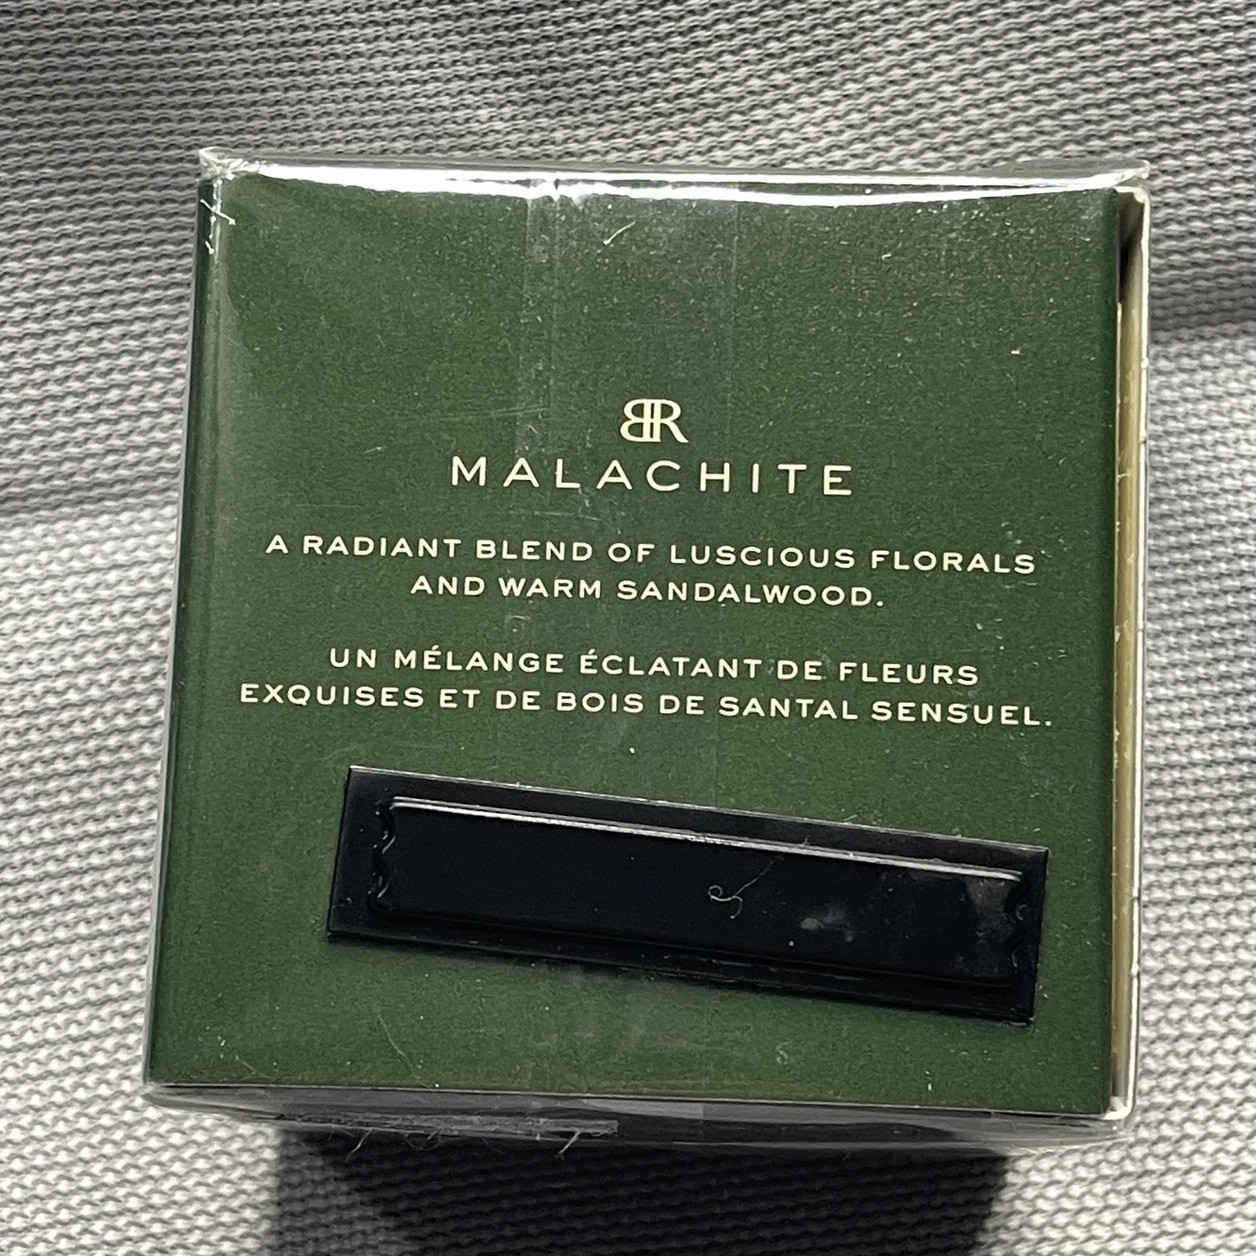 BR
MALACHITE
A RADIANT BLEND OF LUSCIOUS FLORALS
AND WARM SANDALWOOD.
UN MÉLANGE ÉCLATANT DE FLEURS
EXQUISES ET DE BOIS DE SANTAL SENSUEL.